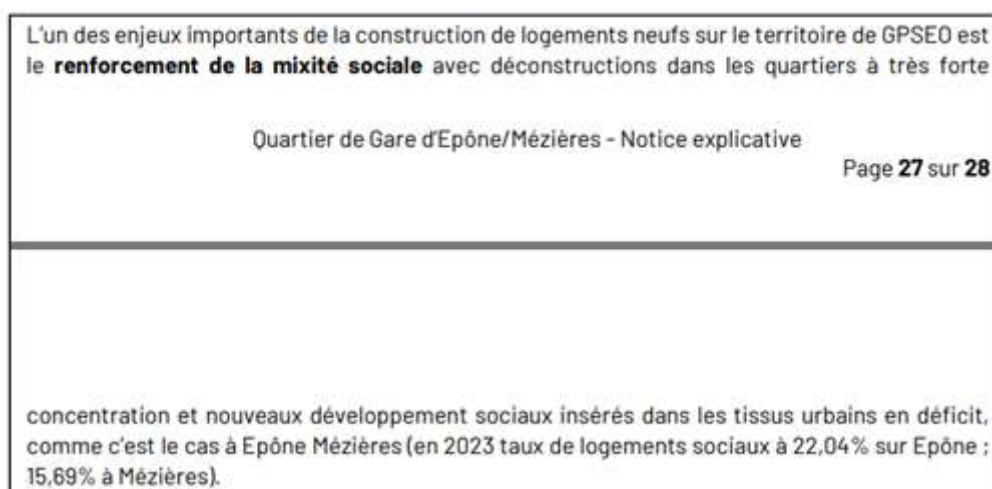 L'un des enjeux importants de la construction de logements neufs sur le territoire de GPSEO est
le renforcement de la mixité sociale avec déconstructions dans les quartiers à très forte
Quartier de Gare d'Epône/Mézières - Notice explicative
Page 27 sur 28
concentration et nouveaux développement sociaux insérés dans les tissus urbains en déficit,
comme c'est le cas à Epône Mézières (en 2023 taux de logements sociaux à 22,04% sur Epône ;
15,69% à Mézières).